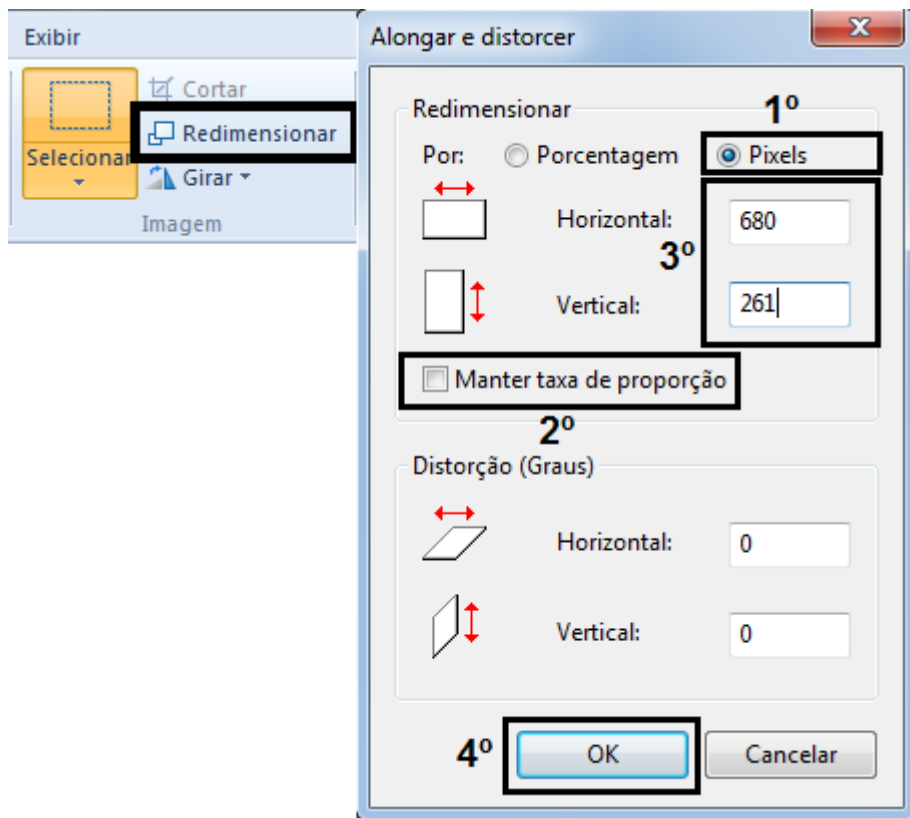 Exibir
Cortar
Redimensionar
Selecionar
Girar
Imagem
Alongar e distorcer
Redimensionar
1º
Por: Porcentagem Pixels
Horizontal: 680
3º
Vertical: 261
Manter taxa de proporção
2º
Distorção (Graus)
Horizontal: 0
Vertical: 0
4º OK Cancelar